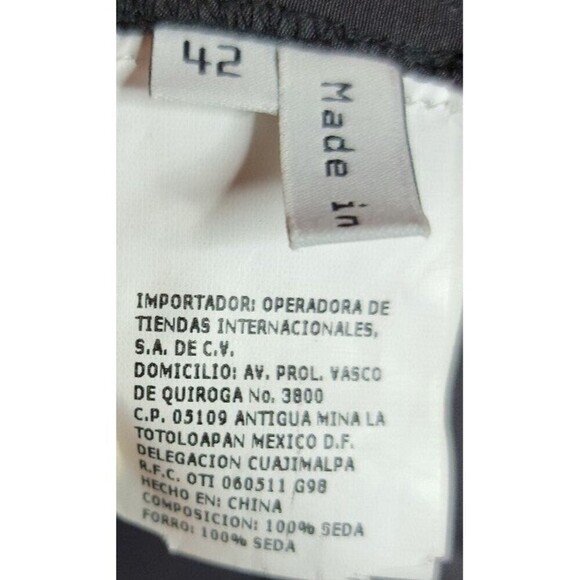 42
Made in
IMPORTADOR: OPERADORA DE
TIENDAS INTERNACIONALES,
S.A. DE C.V.
DOMICILIO: AV. PROL. VASCO
DE QUIROGA No. 3800
C.P. 05109 ANTIGUA MINA LA
TOTOLOAPAN MEXICO D.F.
DELEGACION CUAJIMALPA
R.F.C. OTI 060511 G98
HECHO EN: CHINA
COMPOSICION: 100% SEDA
FORRO: 100% SEDA